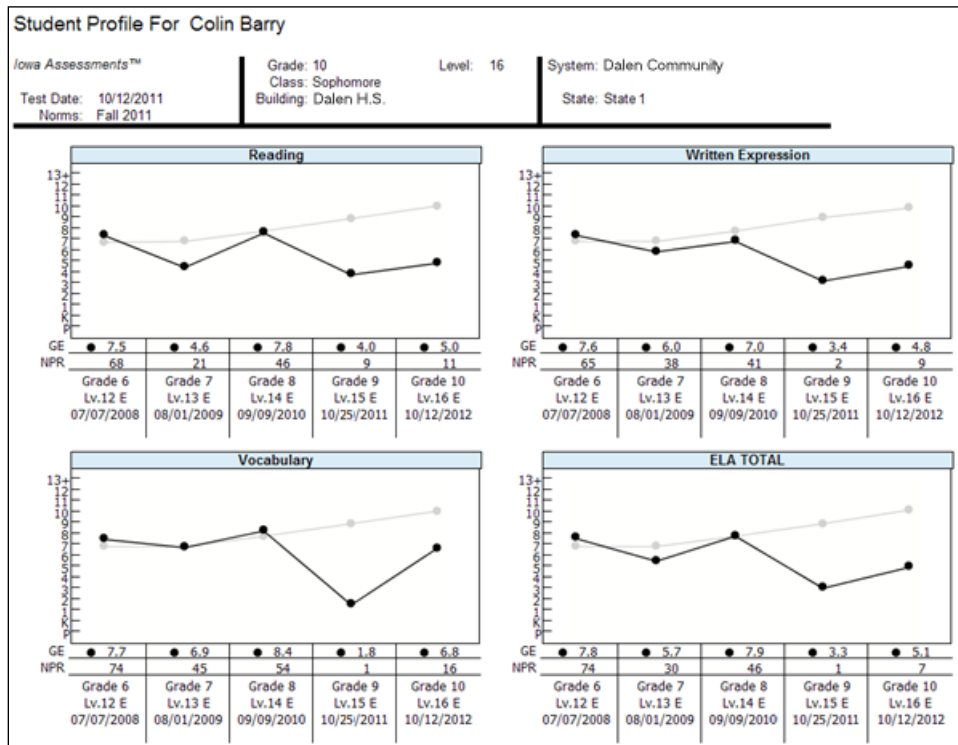 Student Profile For Colin Barry
Iowa Assessments™
Grade: 10 Level: 16
System: Dalen Community
Class: Sophomore
Test Date: 10/12/2011
Building: Dalen H.S.
State: State 1
Norms: Fall 2011
Reading
13+
12
11
10
9
8
7
6
5
4
3
2
1
K
P
GE 7.5 4.6 7.8 4.0 5.0
NPR 68 21 46 9 11
Grade 6 Grade 7 Grade 8 Grade 9 Grade 10
Lv.12 E Lv.13 E Lv.14 E Lv.15 E Lv.16 E
07/07/2008 08/01/2009 09/09/2010 10/25/2011 10/12/2012
Written Expression
13+
12
11
10
9
8
7
6
5
4
3
2
1
K
P
GE 7.6 6.0 7.0 3.4 4.8
NPR 65 38 41 2 9
Grade 6 Grade 7 Grade 8 Grade 9 Grade 10
Lv.12 E Lv.13 E Lv.14 E Lv.15 E Lv.16 E
07/07/2008 08/01/2009 09/09/2010 10/25/2011 10/12/2012
Vocabulary
13+
12
11
10
9
8
7
6
5
4
3
2
1
K
P
GE 7.7 6.9 8.4 1.8 6.8
NPR 74 45 54 1 16
Grade 6 Grade 7 Grade 8 Grade 9 Grade 10
Lv.12 E Lv.13 E Lv.14 E Lv.15 E Lv.16 E
07/07/2008 08/01/2009 09/09/2010 10/25/2011 10/12/2012
ELA TOTAL
13+
12
11
10
9
8
7
6
5
4
3
2
1
K
P
GE 7.8 5.7 7.9 3.3 5.1
NPR 74 30 46 1 7
Grade 6 Grade 7 Grade 8 Grade 9 Grade 10
Lv.12 E Lv.13 E Lv.14 E Lv.15 E Lv.16 E
07/07/2008 08/01/2009 09/09/2010 10/25/2011 10/12/2012